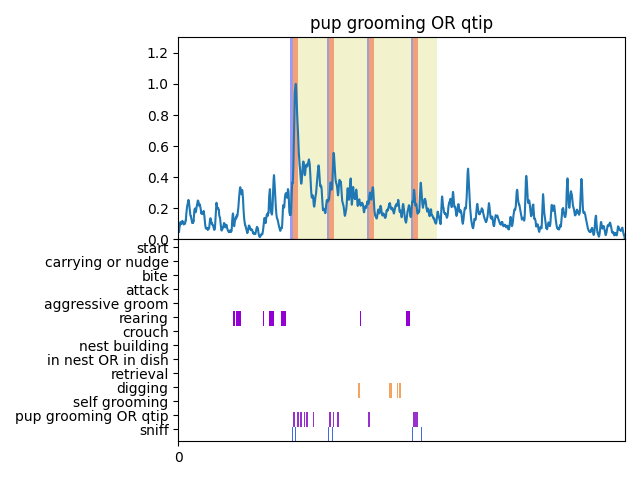 pup grooming OR qtip
1.2
1.0
0.8
0.6
0.4
0.2
0.0
start
carrying or nudge
bite
attack
aggressive groom
rearing
crouch
nest building
in nest OR in dish
retrieval
digging
self grooming
pup grooming OR qtip
sniff
0